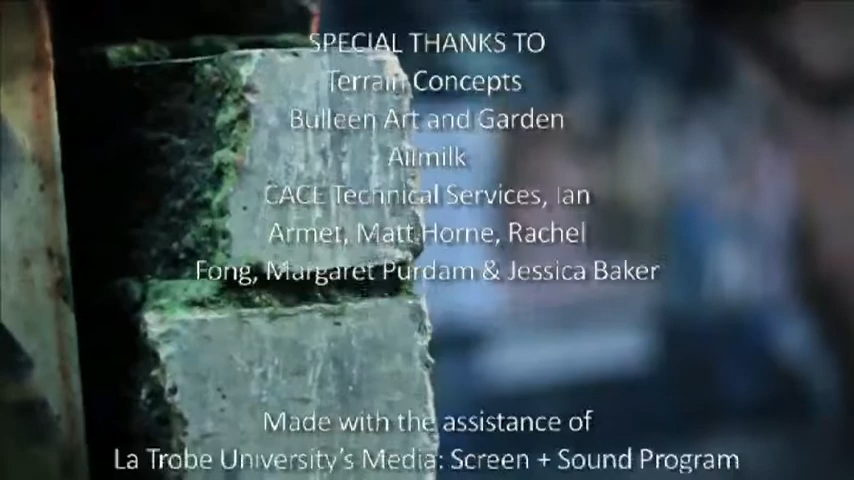 SPECIAL THANKS TO
Terrain Concepts
Bulleen Art and Garden
Allmilk
CACE Technical Services, Ian
Armet, Matt Horne, Rachel
Fong, Margaret Purdam & Jessica Baker
Made with the assistance of
La Trobe University's Media: Screen + Sound Program